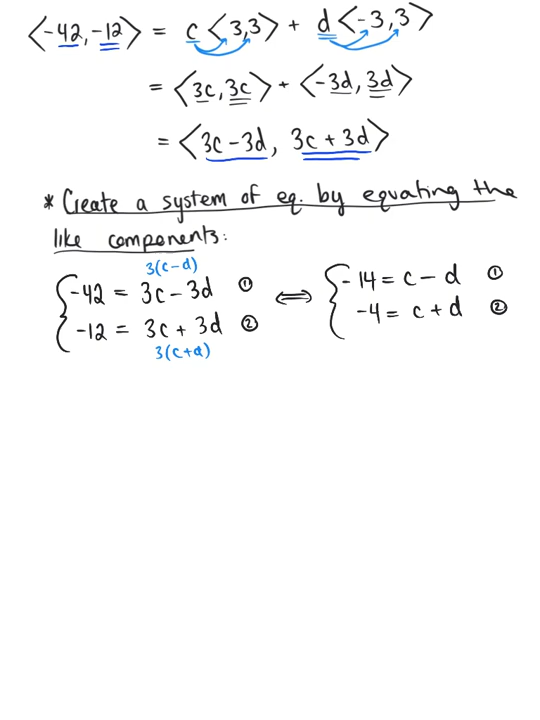 <-42, -12> = c<3,3> + d<-3,3>
= <3c, 3c> + <-3d, 3d>
= <3c - 3d, 3c + 3d>
* Create a system of eq. by equating the
like components:
3(c-d)
{-42 = 3c - 3d ① ⟺ {-14 = c - d ①
{-12 = 3c + 3d ② {-4 = c + d ②
3(c+d)